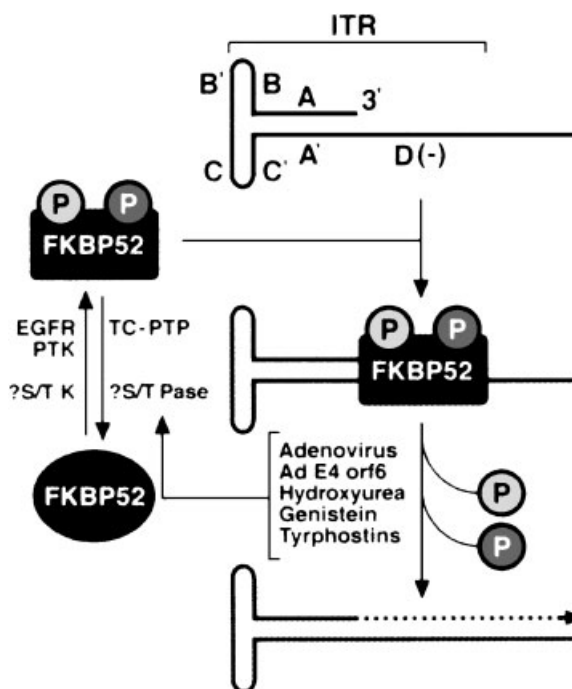 ITR
B' B A 3'
C C' A' D(-)
P P
FKBP52
EGFR TC-PTP
PTK
?S/T K ?S/T Pase
FKBP52
P P
FKBP52
Adenovirus
Ad E4 orf6
Hydroxyurea
Genistein
Tyrphostins
P
P